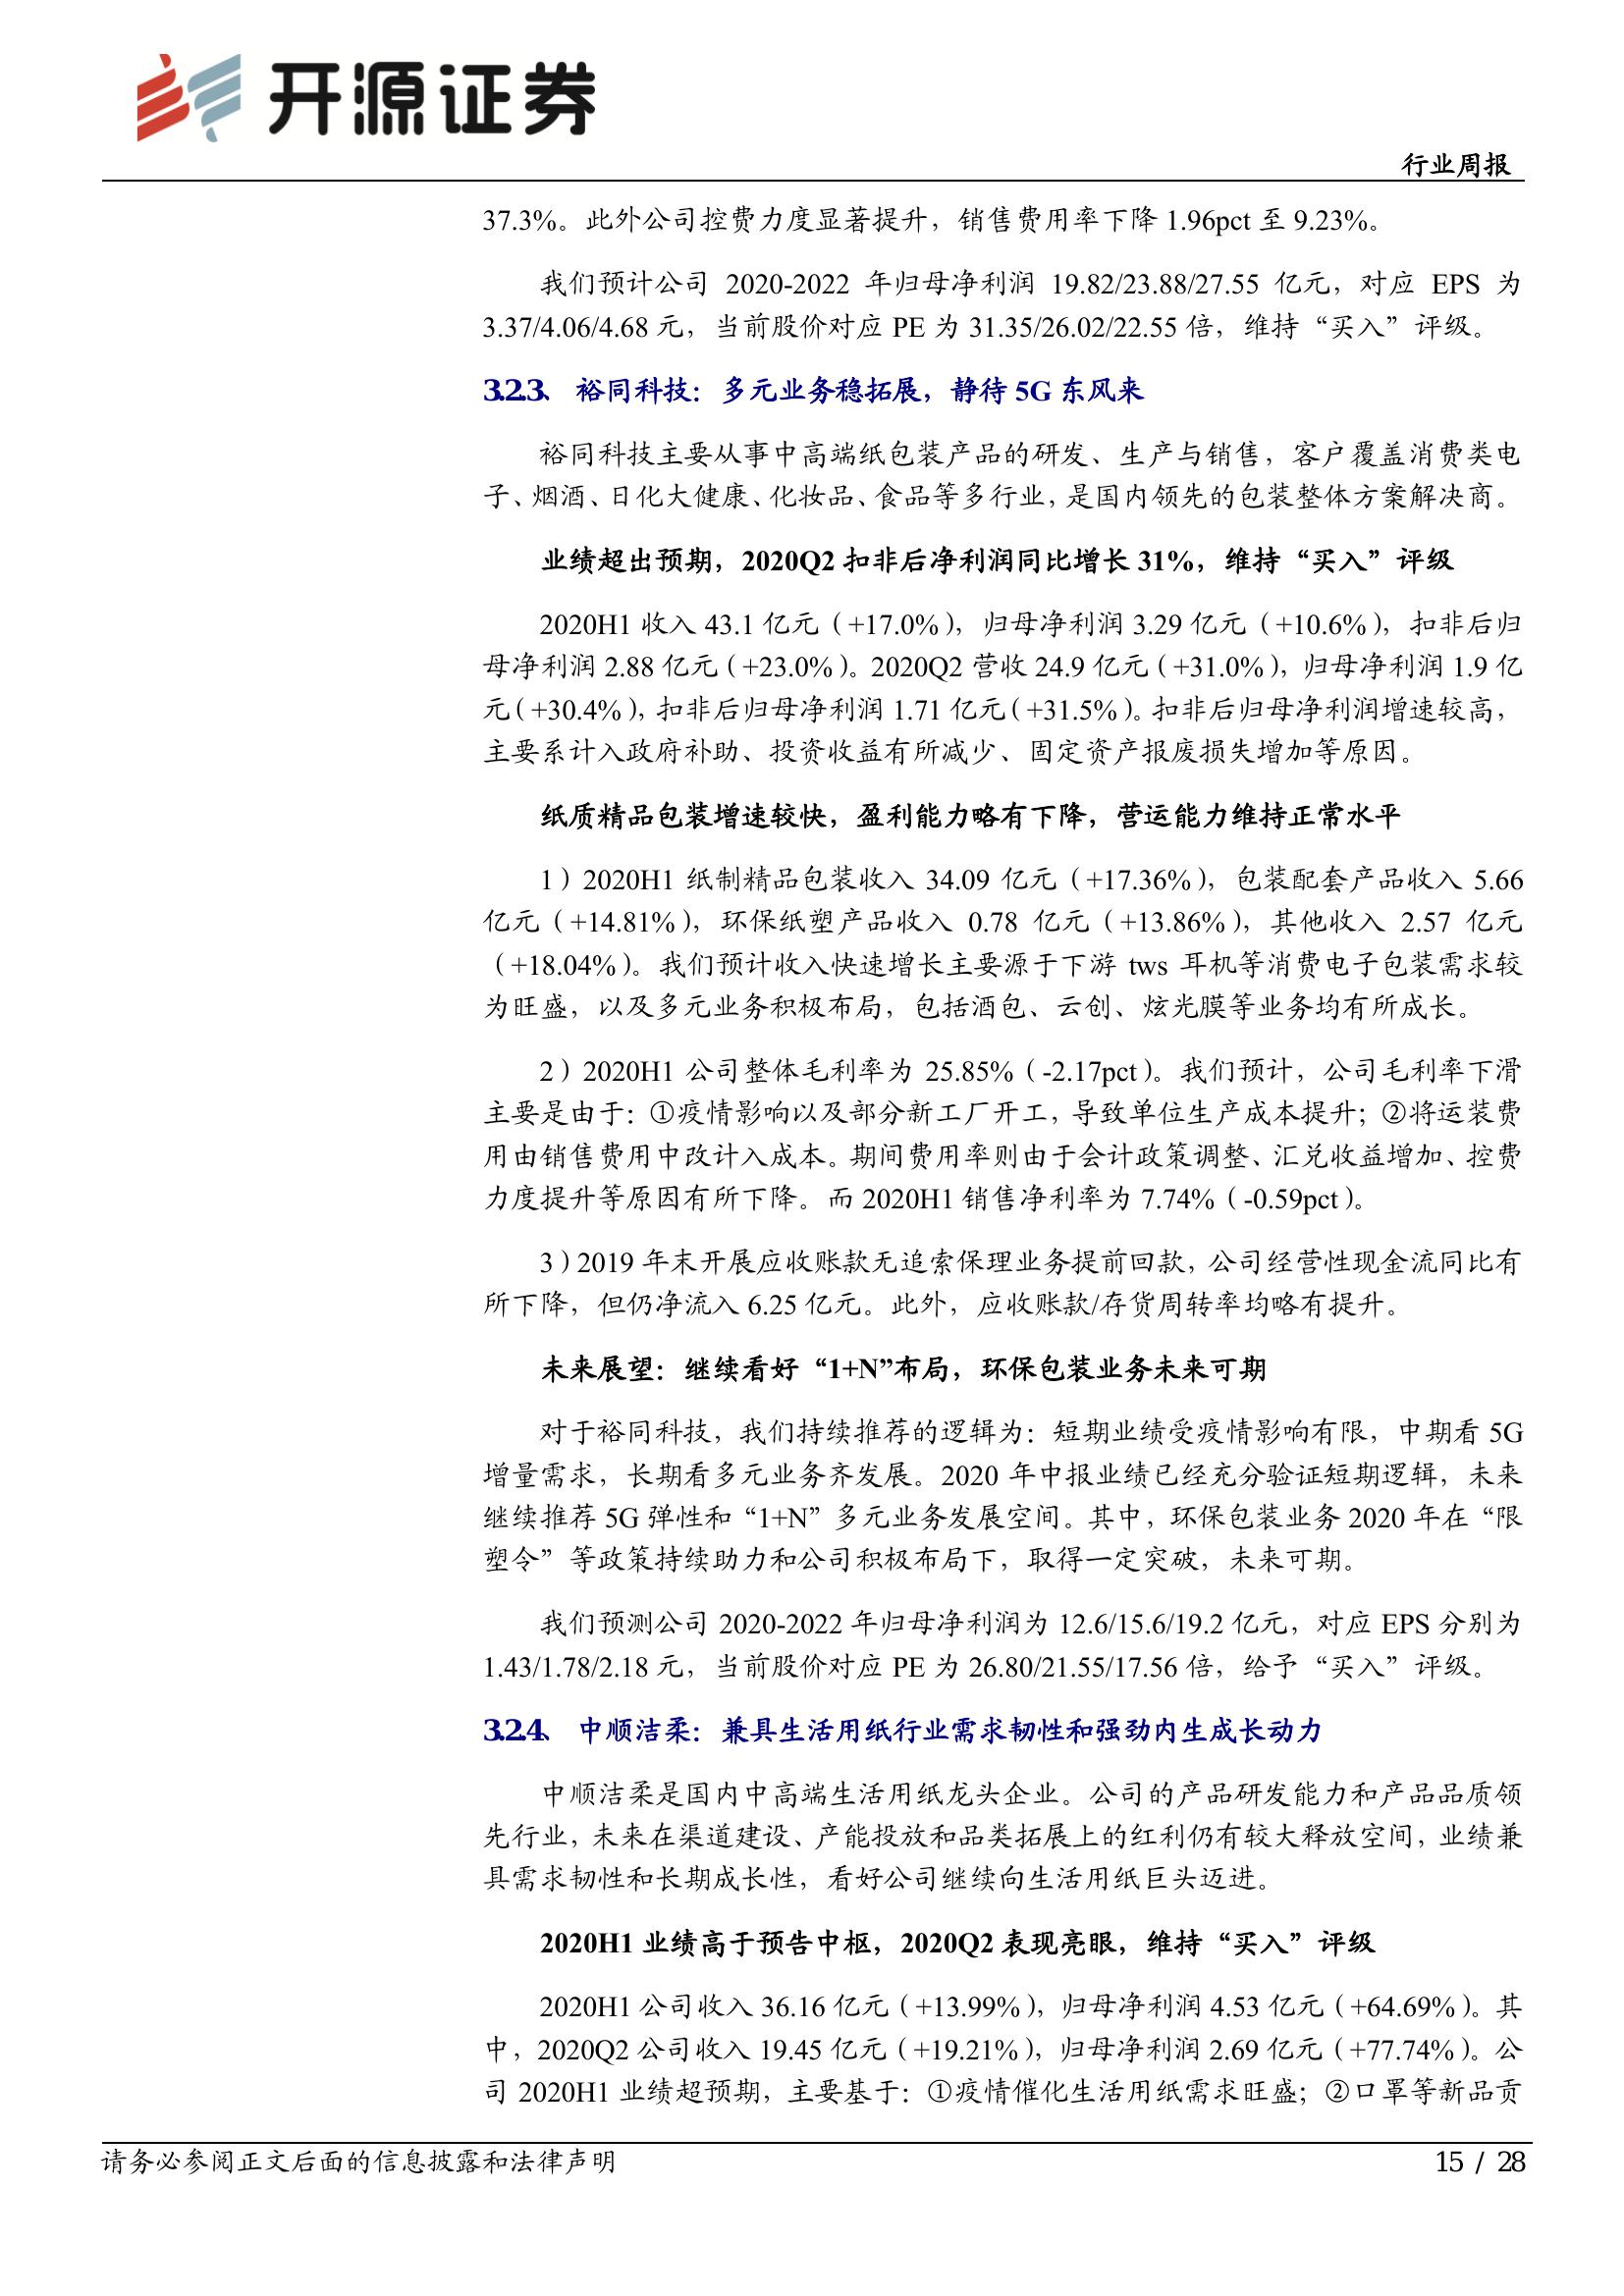 开源证券
行业周报
37.3%。此外公司控费力度显著提升，销售费用率下降 1.96pct 至 9.23%。
我们预计公司 2020-2022 年归母净利润 19.82/23.88/27.55 亿元，对应 EPS 为
3.37/4.06/4.68 元，当前股价对应 PE 为 31.35/26.02/22.55 倍，维持“买入”评级。
3.2.3、 裕同科技：多元业务稳拓展，静待 5G 东风来
裕同科技主要从事中高端纸包装产品的研发、生产与销售，客户覆盖消费类电
子、烟酒、日化大健康、化妆品、食品等多行业，是国内领先的包装整体方案解决商。
业绩超出预期，2020Q2 扣非后净利润同比增长 31%，维持“买入”评级
2020H1 收入 43.1 亿元（+17.0%），归母净利润 3.29 亿元（+10.6%），扣非后归
母净利润 2.88 亿元（+23.0%）。2020Q2 营收 24.9 亿元（+31.0%），归母净利润 1.9 亿
元（+30.4%），扣非后归母净利润 1.71 亿元（+31.5%）。扣非后归母净利润增速较高，
主要系计入政府补助、投资收益有所减少、固定资产报废损失增加等原因。
纸质精品包装增速较快，盈利能力略有下降，营运能力维持正常水平
1）2020H1 纸制精品包装收入 34.09 亿元（+17.36%），包装配套产品收入 5.66
亿元（+14.81%），环保纸塑产品收入 0.78 亿元（+13.86%），其他收入 2.57 亿元
（+18.04%）。我们预计收入快速增长主要源于下游 tws 耳机等消费电子包装需求较
为旺盛，以及多元业务积极布局，包括酒包、云创、炫光膜等业务均有所成长。
2）2020H1 公司整体毛利率为 25.85%（-2.17pct）。我们预计，公司毛利率下滑
主要是由于：①疫情影响以及部分新工厂开工，导致单位生产成本提升；②将运装费
用由销售费用中改计入成本。期间费用率则由于会计政策调整、汇兑收益增加、控费
力度提升等原因有所下降。而 2020H1 销售净利率为 7.74%（-0.59pct）。
3）2019 年末开展应收账款无追索保理业务提前回款，公司经营性现金流同比有
所下降，但仍净流入 6.25 亿元。此外，应收账款/存货周转率均略有提升。
未来展望：继续看好“1+N”布局，环保包装业务未来可期
对于裕同科技，我们持续推荐的逻辑为：短期业绩受疫情影响有限，中期看 5G
增量需求，长期看多元业务齐发展。2020 年中报业绩已经充分验证短期逻辑，未来
继续推荐 5G 弹性和“1+N”多元业务发展空间。其中，环保包装业务 2020 年在“限
塑令”等政策持续助力和公司积极布局下，取得一定突破，未来可期。
我们预测公司 2020-2022 年归母净利润为 12.6/15.6/19.2 亿元，对应 EPS 分别为
1.43/1.78/2.18 元，当前股价对应 PE 为 26.80/21.55/17.56 倍，给予“买入”评级。
3.2.4、 中顺洁柔：兼具生活用纸行业需求韧性和强劲内生成长动力
中顺洁柔是国内中高端生活用纸龙头企业。公司的产品研发能力和产品品质领
先行业，未来在渠道建设、产能投放和品类拓展上的红利仍有较大释放空间，业绩兼
具需求韧性和长期成长性，看好公司继续向生活用纸巨头迈进。
2020H1 业绩高于预告中枢，2020Q2 表现亮眼，维持“买入”评级
2020H1 公司收入 36.16 亿元（+13.99%），归母净利润 4.53 亿元（+64.69%）。其
中，2020Q2 公司收入 19.45 亿元（+19.21%），归母净利润 2.69 亿元（+77.74%）。公
司 2020H1 业绩超预期，主要基于：①疫情催化生活用纸需求旺盛；②口罩等新品贡
请务必参阅正文后面的信息披露和法律声明
15 / 28